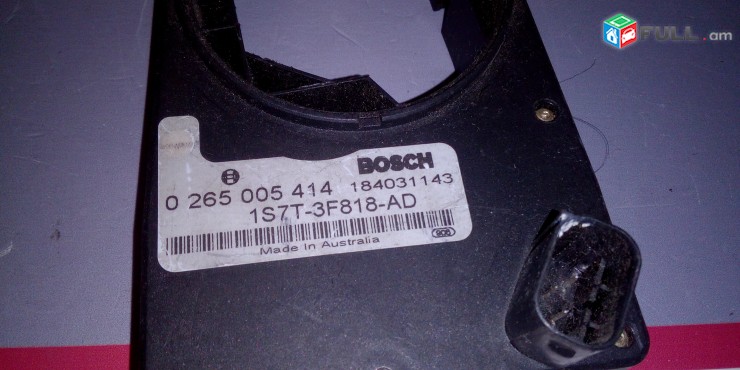 FULL.am
BOSCH
0 265 005 414 184031143
1S7T-3F818-AD
Made In Australia